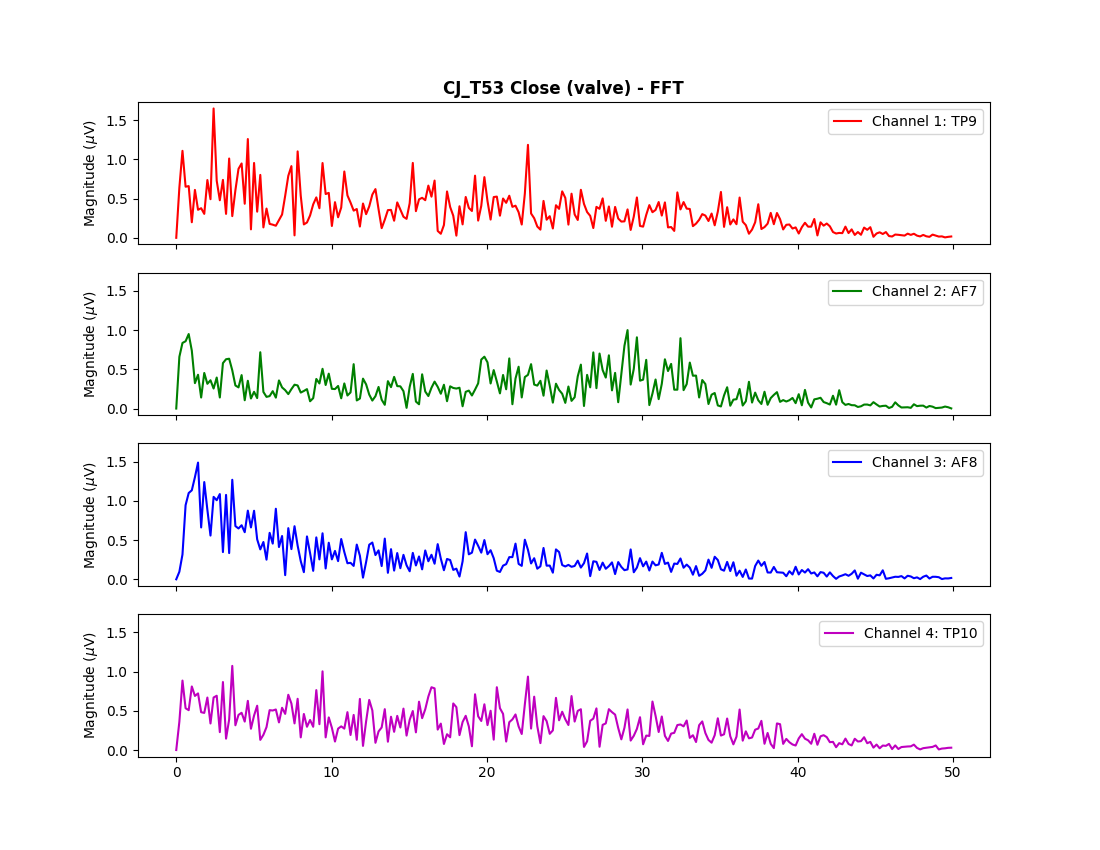 CJ_T53 Close (valve) - FFT
Magnitude (μV)
1.5
1.0
0.5
0.0
Channel 1: TP9
Magnitude (μV)
1.5
1.0
0.5
0.0
Channel 2: AF7
Magnitude (μV)
1.5
1.0
0.5
0.0
Channel 3: AF8
Magnitude (μV)
1.5
1.0
0.5
0.0
Channel 4: TP10
0 10 20 30 40 50